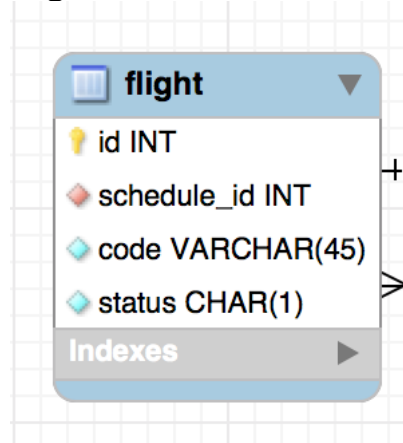 flight
id INT
schedule_id INT
code VARCHAR(45)
status CHAR(1)
Indexes